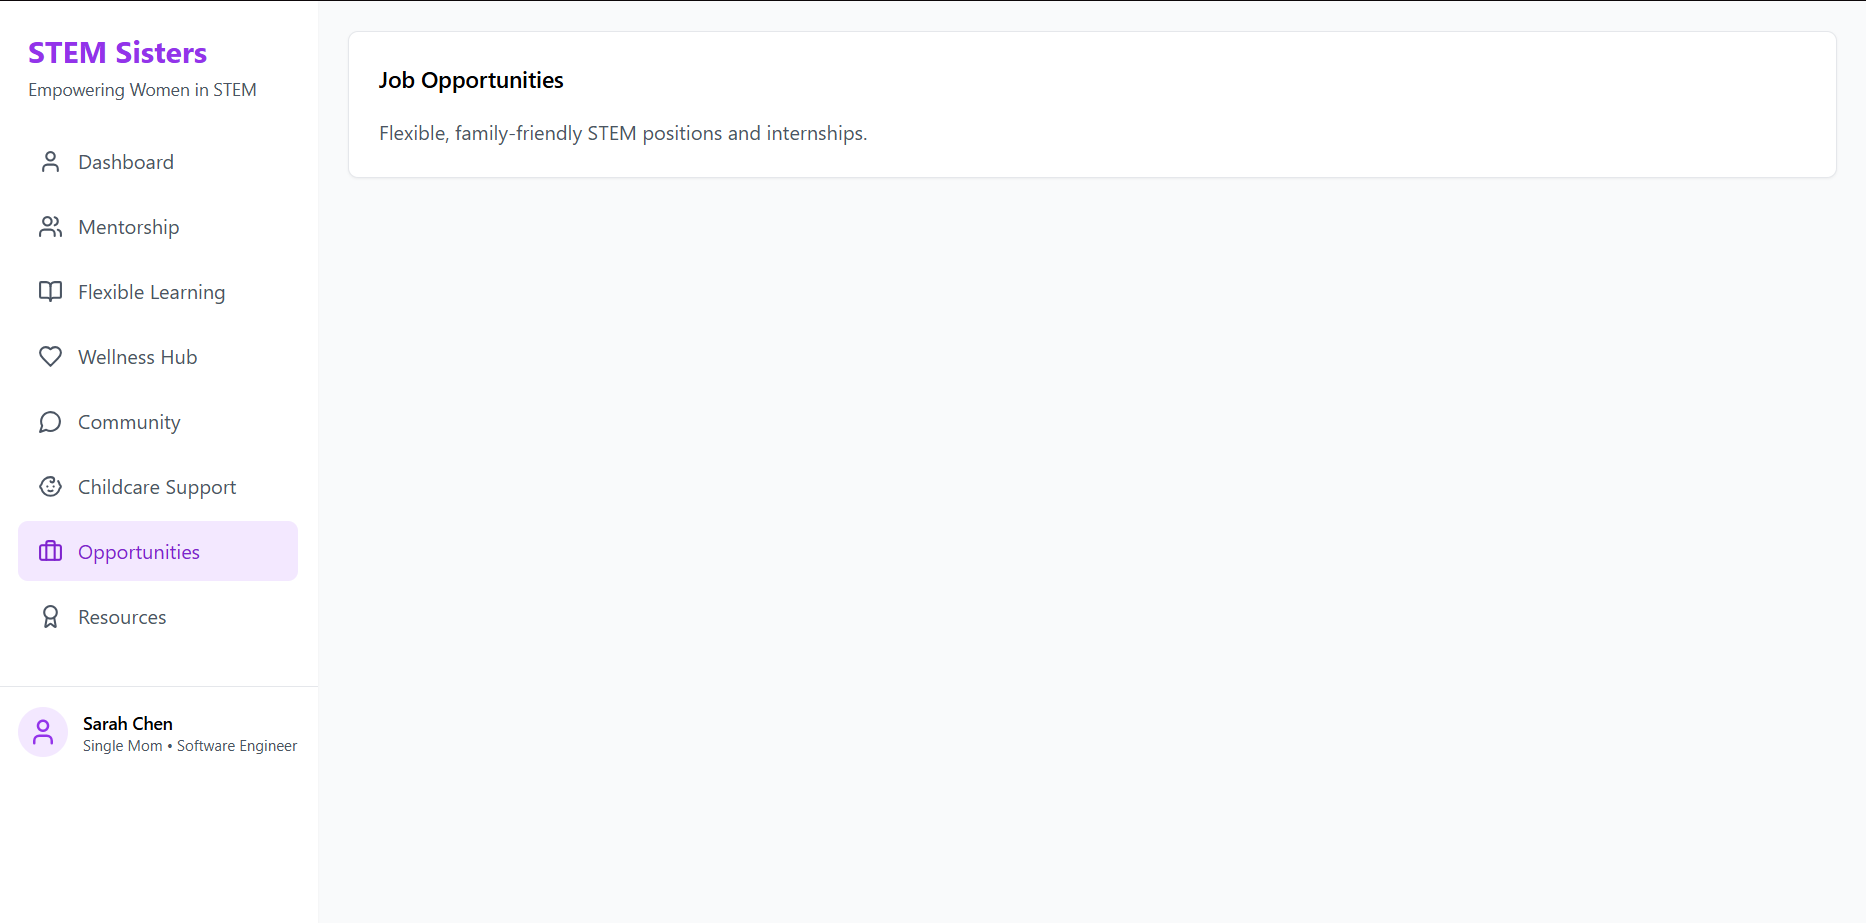 STEM Sisters
Empowering Women in STEM
Dashboard
Mentorship
Flexible Learning
Wellness Hub
Community
Childcare Support
Opportunities
Resources
Sarah Chen
Single Mom • Software Engineer
Job Opportunities
Flexible, family-friendly STEM positions and internships.